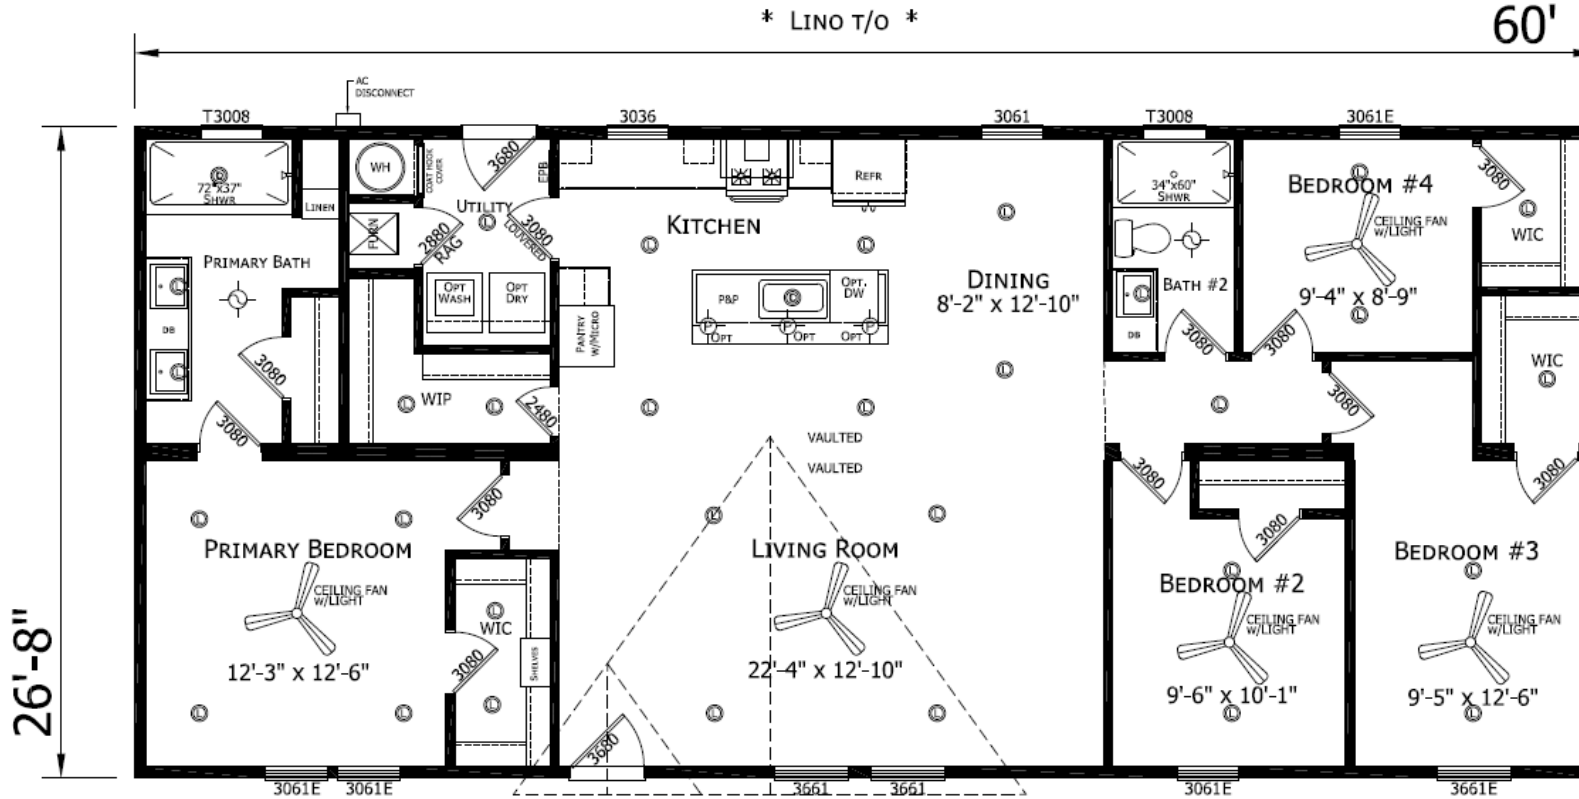 * LINO T/O *
60'
AC
DISCONNECT
T3008
3036
3061
T3008
3061E
72"x37"
SHWR
LINEN
WH
COAT HOOK
COVER
3680
EPB
REFR
34"x60"
SHWR
BEDROOM #4
3080
CEILING FAN
w/LIGHT
WIC
9'-4" x 8'-9"
UTILITY
FURN
2880
RAG
3080
LOUVERED
KITCHEN
PRIMARY BATH
OPT
WASH
OPT
DRY
P&P
OPT.
DW
DINING
8'-2" x 12'-10"
BATH #2
DB
DB
P
P
P
OPT
OPT
OPT
PANTRY
w/MICRO
3080
3080
3080
WIC
3080
WIP
2480
3080
3080
VAULTED
VAULTED
3080
3080
3080
3080
PRIMARY BEDROOM
CEILING FAN
w/LIGHT
12'-3" x 12'-6"
WIC
SHELVES
3080
LIVING ROOM
CEILING FAN
w/LIGHT
22'-4" x 12'-10"
BEDROOM #2
CEILING FAN
w/LIGHT
9'-6" x 10'-1"
BEDROOM #3
CEILING FAN
w/LIGHT
9'-5" x 12'-6"
26'-8"
3680
3061E
3061E
3661
3661
3061E
3661E